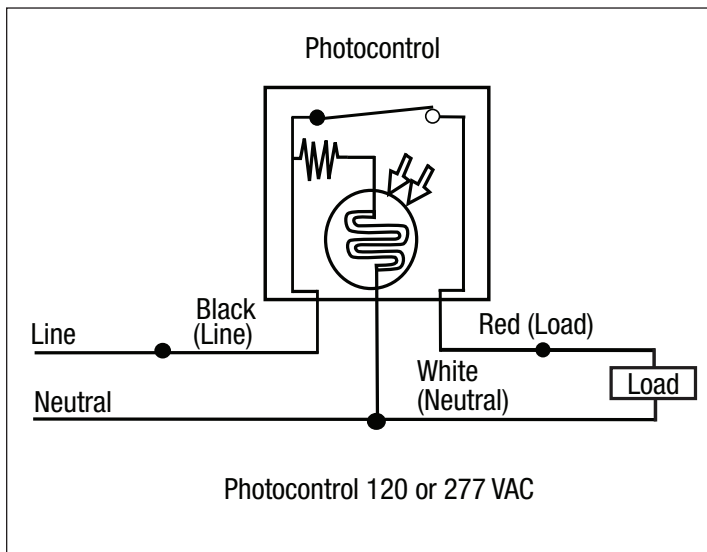 Photocontrol
Black
(Line)
Line
Red (Load)
Load
White
(Neutral)
Neutral
Photocontrol 120 or 277 VAC